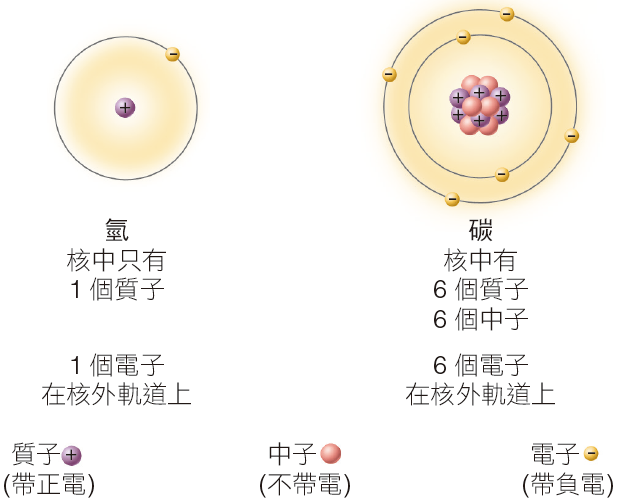 氫
核中只有
1 個質子
1 個電子
在核外軌道上
碳
核中有
6 個質子
6 個中子
6 個電子
在核外軌道上
質子 +
(帶正電)
中子
(不帶電)
電子 −
(帶負電)